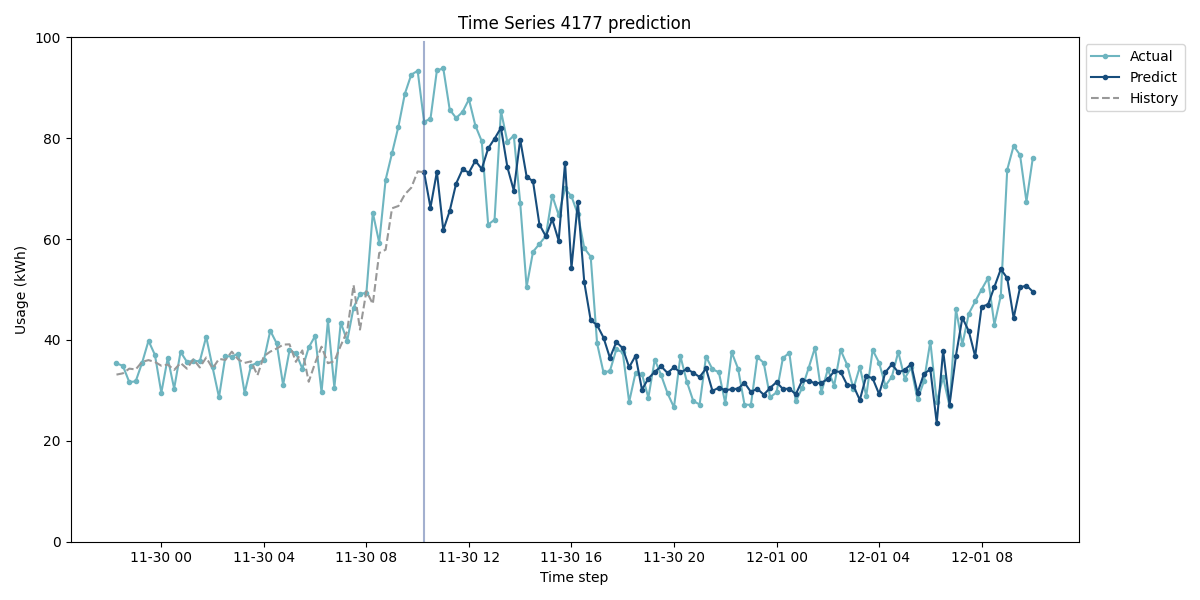 Time Series 4177 prediction
100
80
60
40
20
0
Usage (kWh)
11-30 00
11-30 04
11-30 08
11-30 12
11-30 16
11-30 20
12-01 00
12-01 04
12-01 08
Time step
Actual
Predict
History